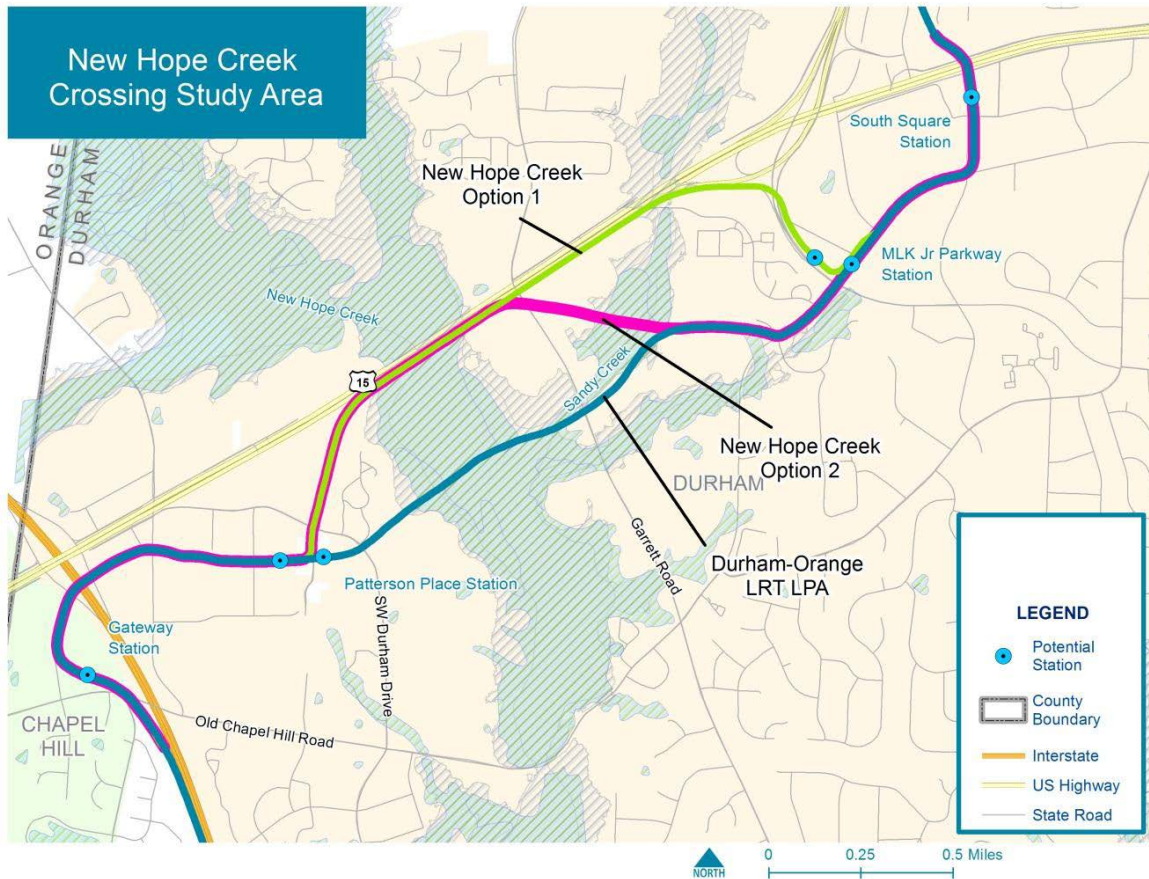 New Hope Creek
Crossing Study Area
ORANGE
DURHAM
South Square
Station
New Hope Creek
Option 1
MLK Jr Parkway
Station
New Hope Creek
15
Sandy Creek
New Hope Creek
Option 2
DURHAM
Garrett Road
Durham-Orange
LRT LPA
Patterson Place Station
Gateway
Station
SW Durham Drive
CHAPEL
HILL
Old Chapel Hill Road
LEGEND
Potential
Station
County
Boundary
Interstate
US Highway
State Road
NORTH
0 0.25 0.5 Miles